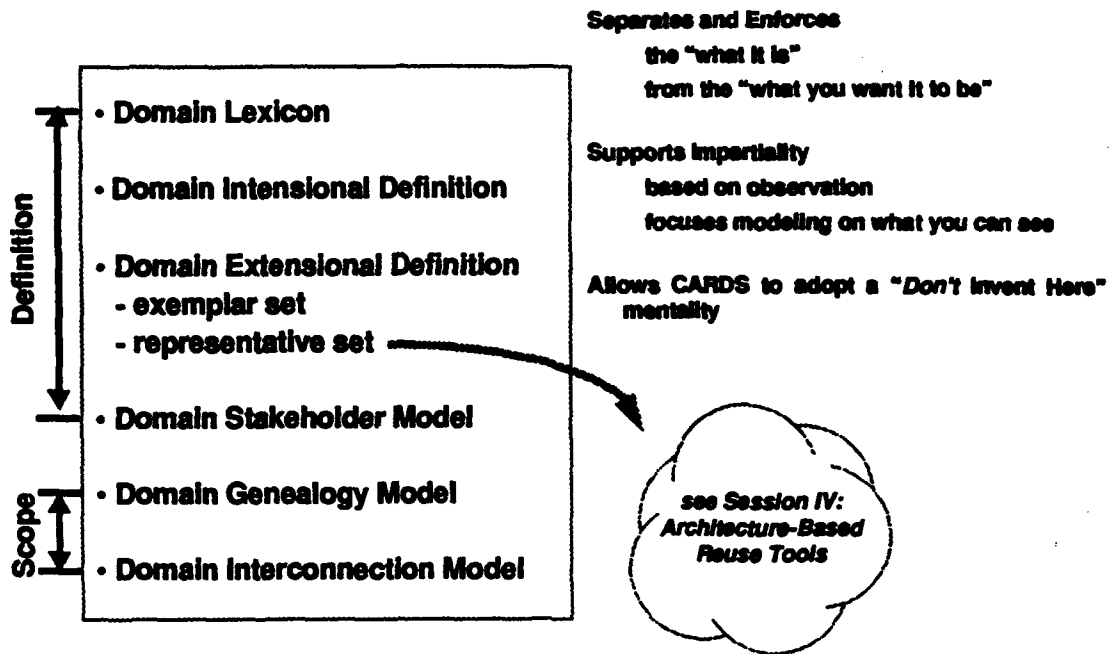 Separates and Enforces
the "what it is"
from the "what you want it to be"
Supports Impartiality
based on observation
focuses modeling on what you can see
Allows CARDS to adopt a "Don't Invent Here"
mentality
Definition
• Domain Lexicon
• Domain Intensional Definition
• Domain Extensional Definition
- exemplar set
- representative set
• Domain Stakeholder Model
Scope
• Domain Genealogy Model
• Domain Interconnection Model
see Session IV:
Architecture-Based
Reuse Tools